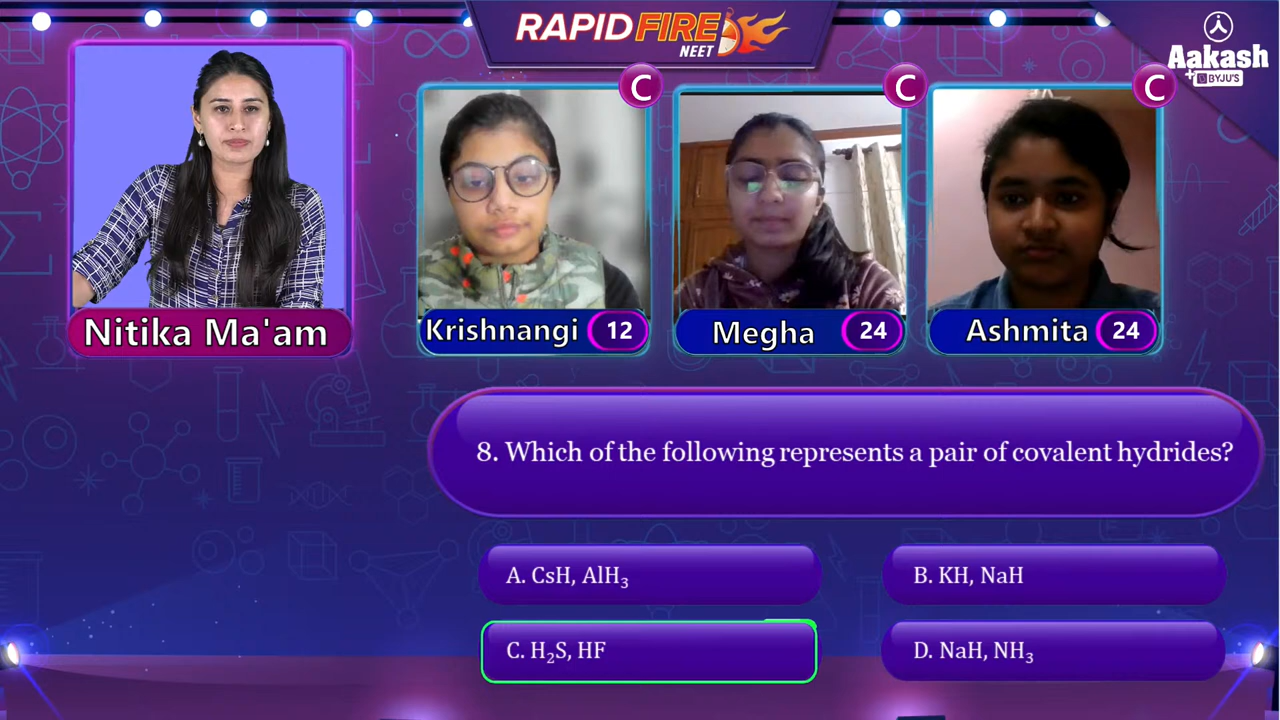 RAPID FIRE
NEET
Aakash
+ BYJU'S
C
C
C
Nitika Ma'am
Krishnangi 12
Megha 24
Ashmita 24
8. Which of the following represents a pair of covalent hydrides?
A. CsH, AlH₃
B. KH, NaH
C. H₂S, HF
D. NaH, NH₃